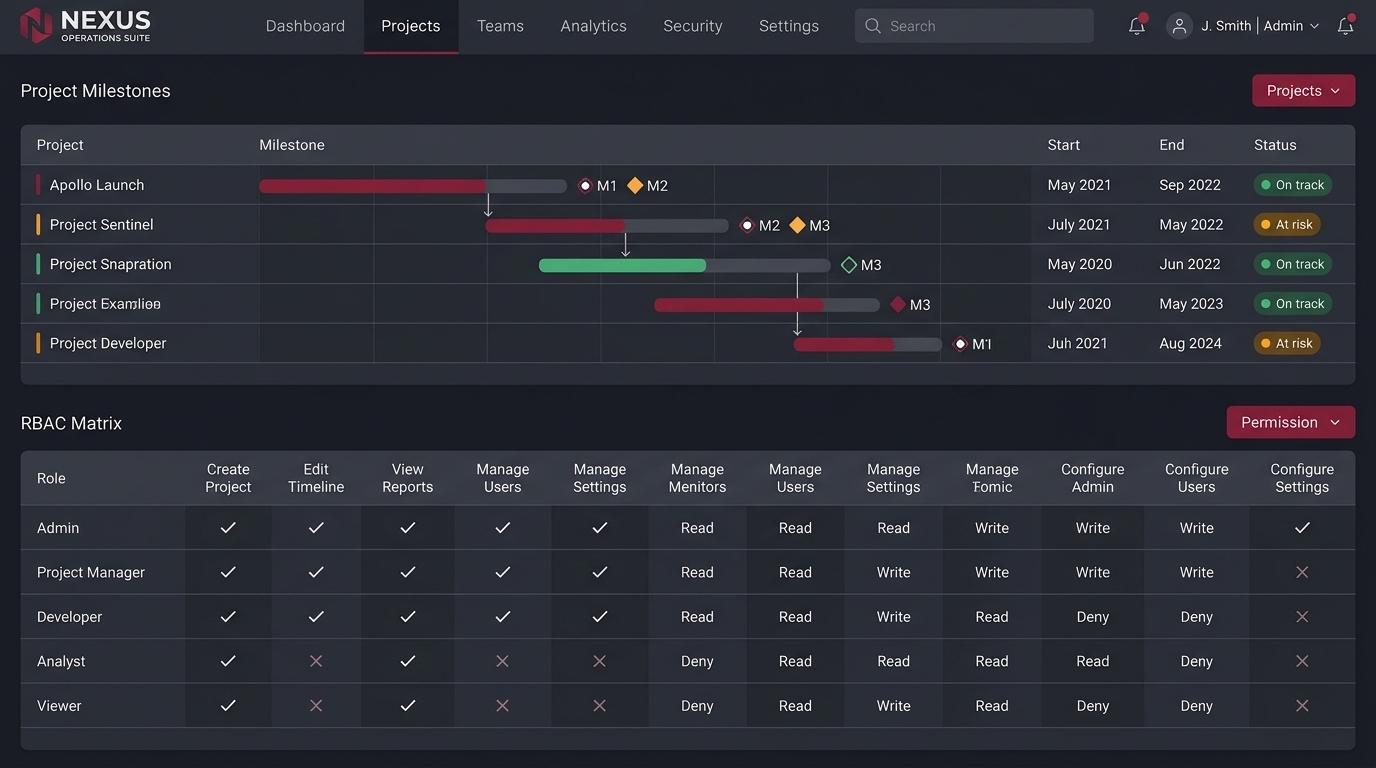 NEXUS
OPERATIONS SUITE
Dashboard Projects Teams Analytics Security Settings Search J. Smith | Admin
Project Milestones
Projects
Project Milestone Start End Status
Apollo Launch M1 M2 May 2021 Sep 2022 On track
Project Sentinel M2 M3 July 2021 May 2022 At risk
Project Snapration M3 May 2020 Jun 2022 On track
Project M3 July 2020 May 2023 On track
Project Developer M1 Juh 2021 Aug 2024 At risk
RBAC Matrix
Permission
Role
Create Project
Edit Timeline
View Reports
Manage Users
Manage Settings
Manage Menitors
Manage Users
Manage Settings
Manage Fomic
Configure Admin
Configure Users
Configure Settings
Admin ✓ ✓ ✓ ✓ ✓ Read Read Read Write Write Write ✓
Project Manager ✓ ✓ ✓ ✓ ✓ Read Read Write Write Write Write ✕
Developer ✓ ✓ ✓ ✓ ✓ Read Read Write Read Deny Deny ✕
Analyst ✓ ✕ ✓ ✕ ✕ Deny Read Read Read Read Deny ✕
Viewer ✓ ✕ ✓ ✕ ✕ Deny Read Write Read Deny Deny ✕